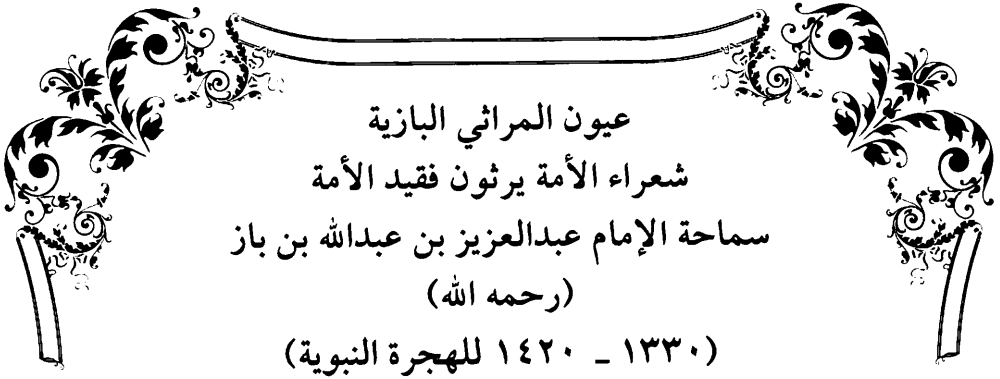 عيون المراثي البازية
شعراء الأمة يرثون فقيد الأمة
سماحة الإمام عبدالعزيز بن عبدالله بن باز
(رحمه الله)
(١٣٣٠ ـ ١٤٢٠ للهجرة النبوية)